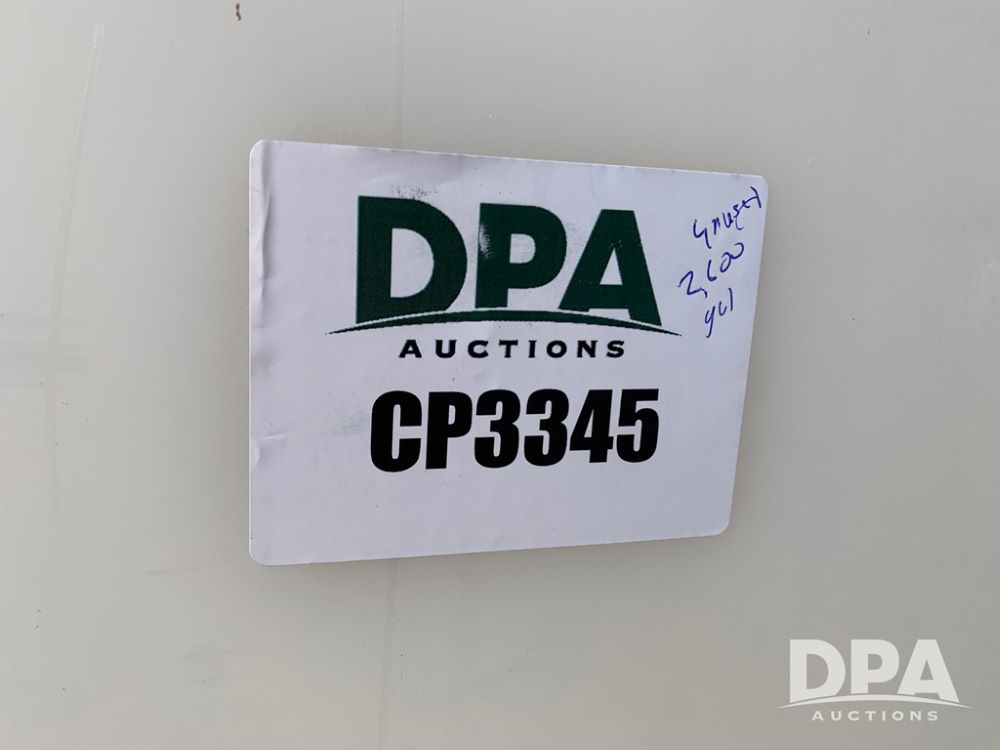 DPA
AUCTIONS
CP3345
2,600
gal
DPA
AUCTIONS